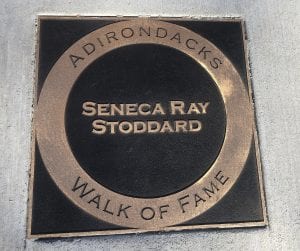 ADIRONDACKS
SENECA RAY
STODDARD
WALK OF FAME